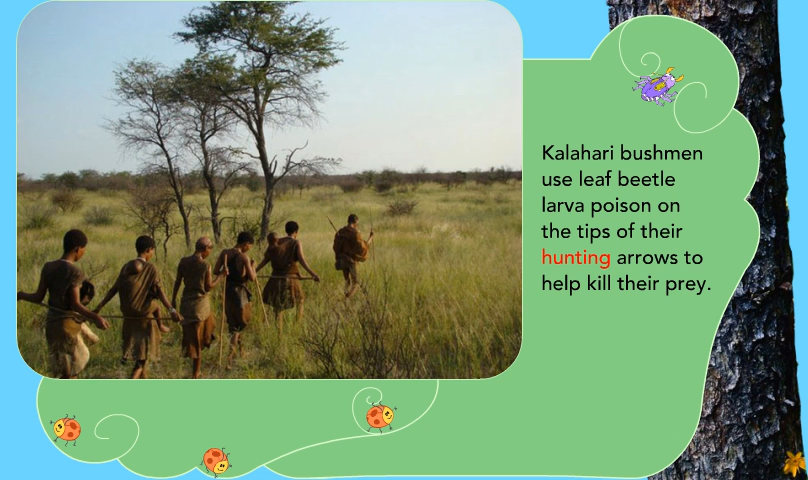 Kalahari bushmen
use leaf beetle
larva poison on
the tips of their
hunting arrows to
help kill their prey.